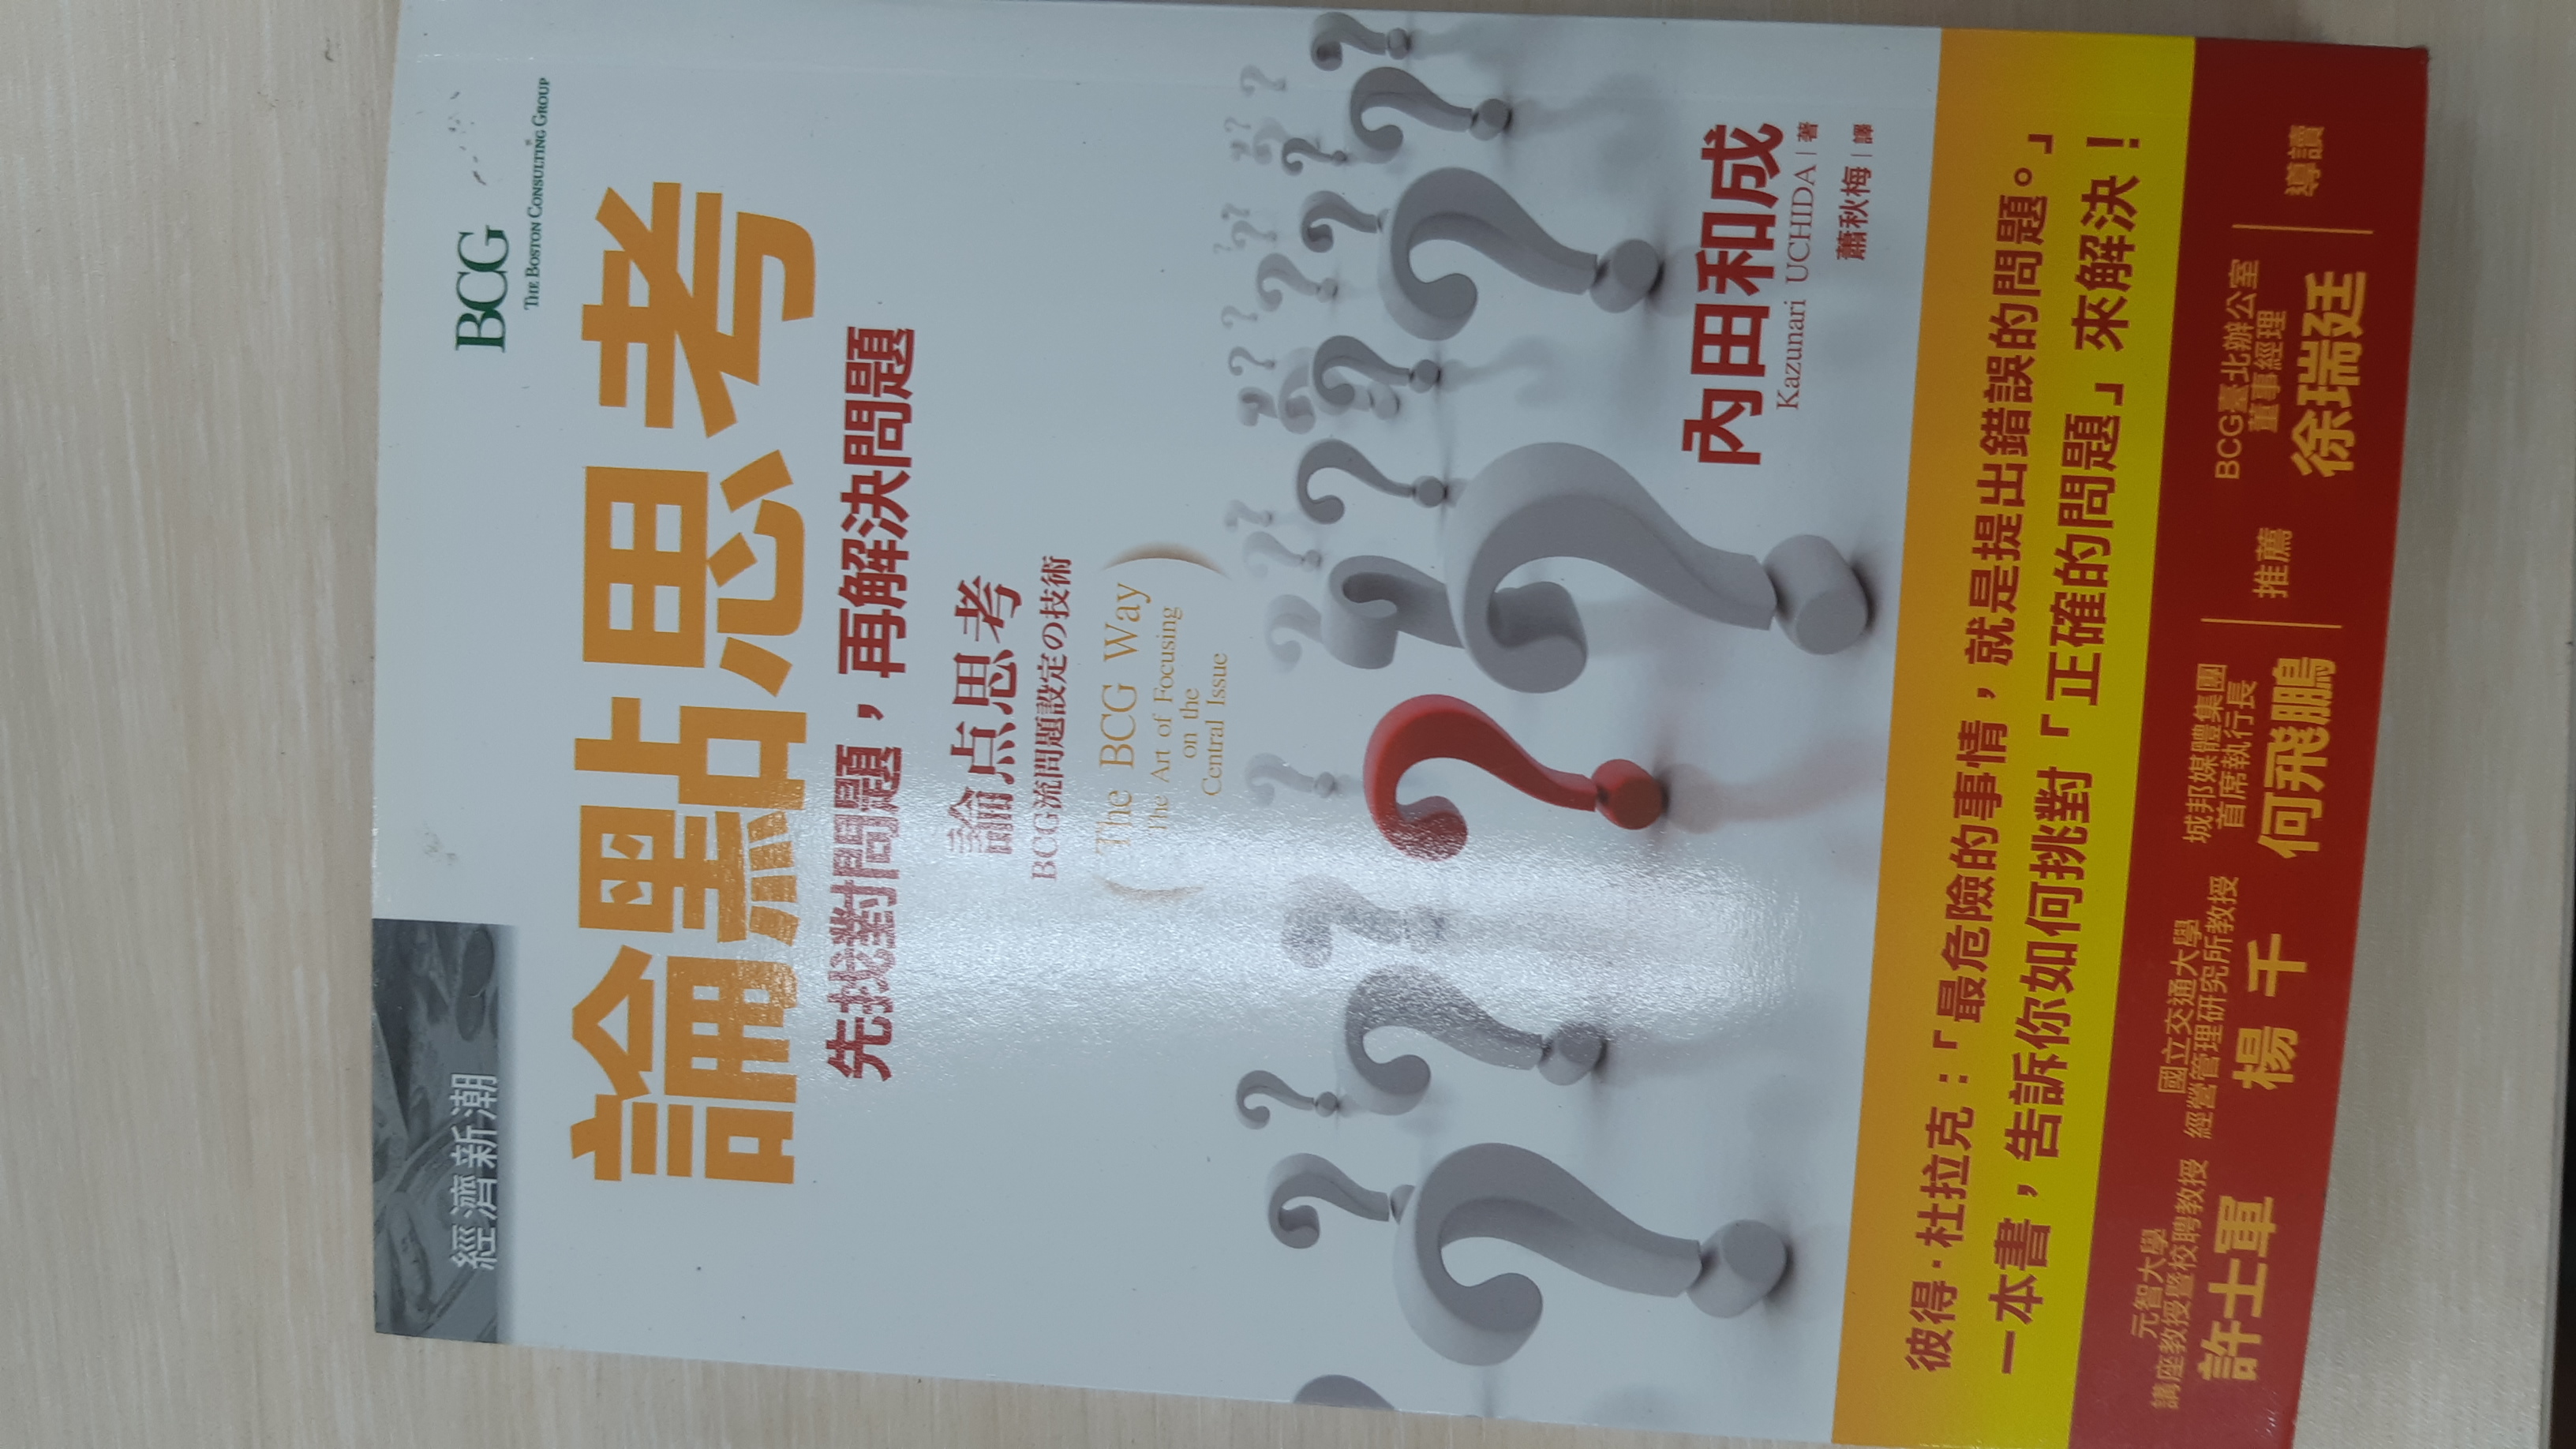 經濟新潮
BCG
THE BOSTON CONSULTING GROUP
論點思考
先找對問題，再解決問題
論点思考
BCG流問題設定の技術
The BCG Way
The Art of Focusing
on the
Central Issue
內田和成
Kazunari UCHIDA｜著
蕭秋梅｜譯
彼得·杜拉克：「最危險的事情，就是提出錯誤的問題。」
一本書，告訴你如何挑對「正確的問題」來解決！
元智大學
講座教授暨校聘教授
許士軍
國立交通大學
經營管理研究所教授
楊千
城邦媒體集團
首席執行長
何飛鵬
推薦
BCG臺北辦公室
董事經理
徐瑞廷
導讀